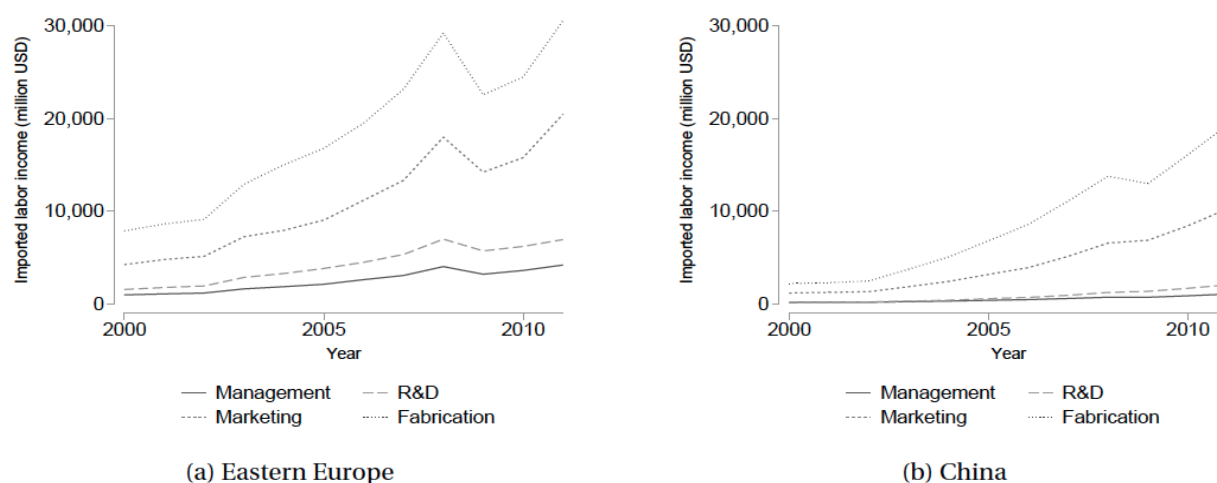 Imported labor income (million USD)
30,000
20,000
10,000
0
2000
2005
2010
Year
Management
R&D
Marketing
Fabrication
(a) Eastern Europe
Imported labor income (million USD)
30,000
20,000
10,000
0
2000
2005
2010
Year
Management
R&D
Marketing
Fabrication
(b) China